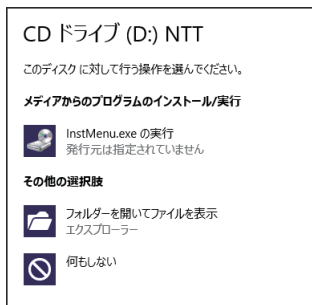 CD ドライブ (D:) NTT
このディスク に対して行う操作を選んでください。
メディアからのプログラムのインストール/実行
InstMenu.exe の実行
発行元は指定されていません
その他の選択肢
フォルダーを開いてファイルを表示
エクスプローラー
何もしない